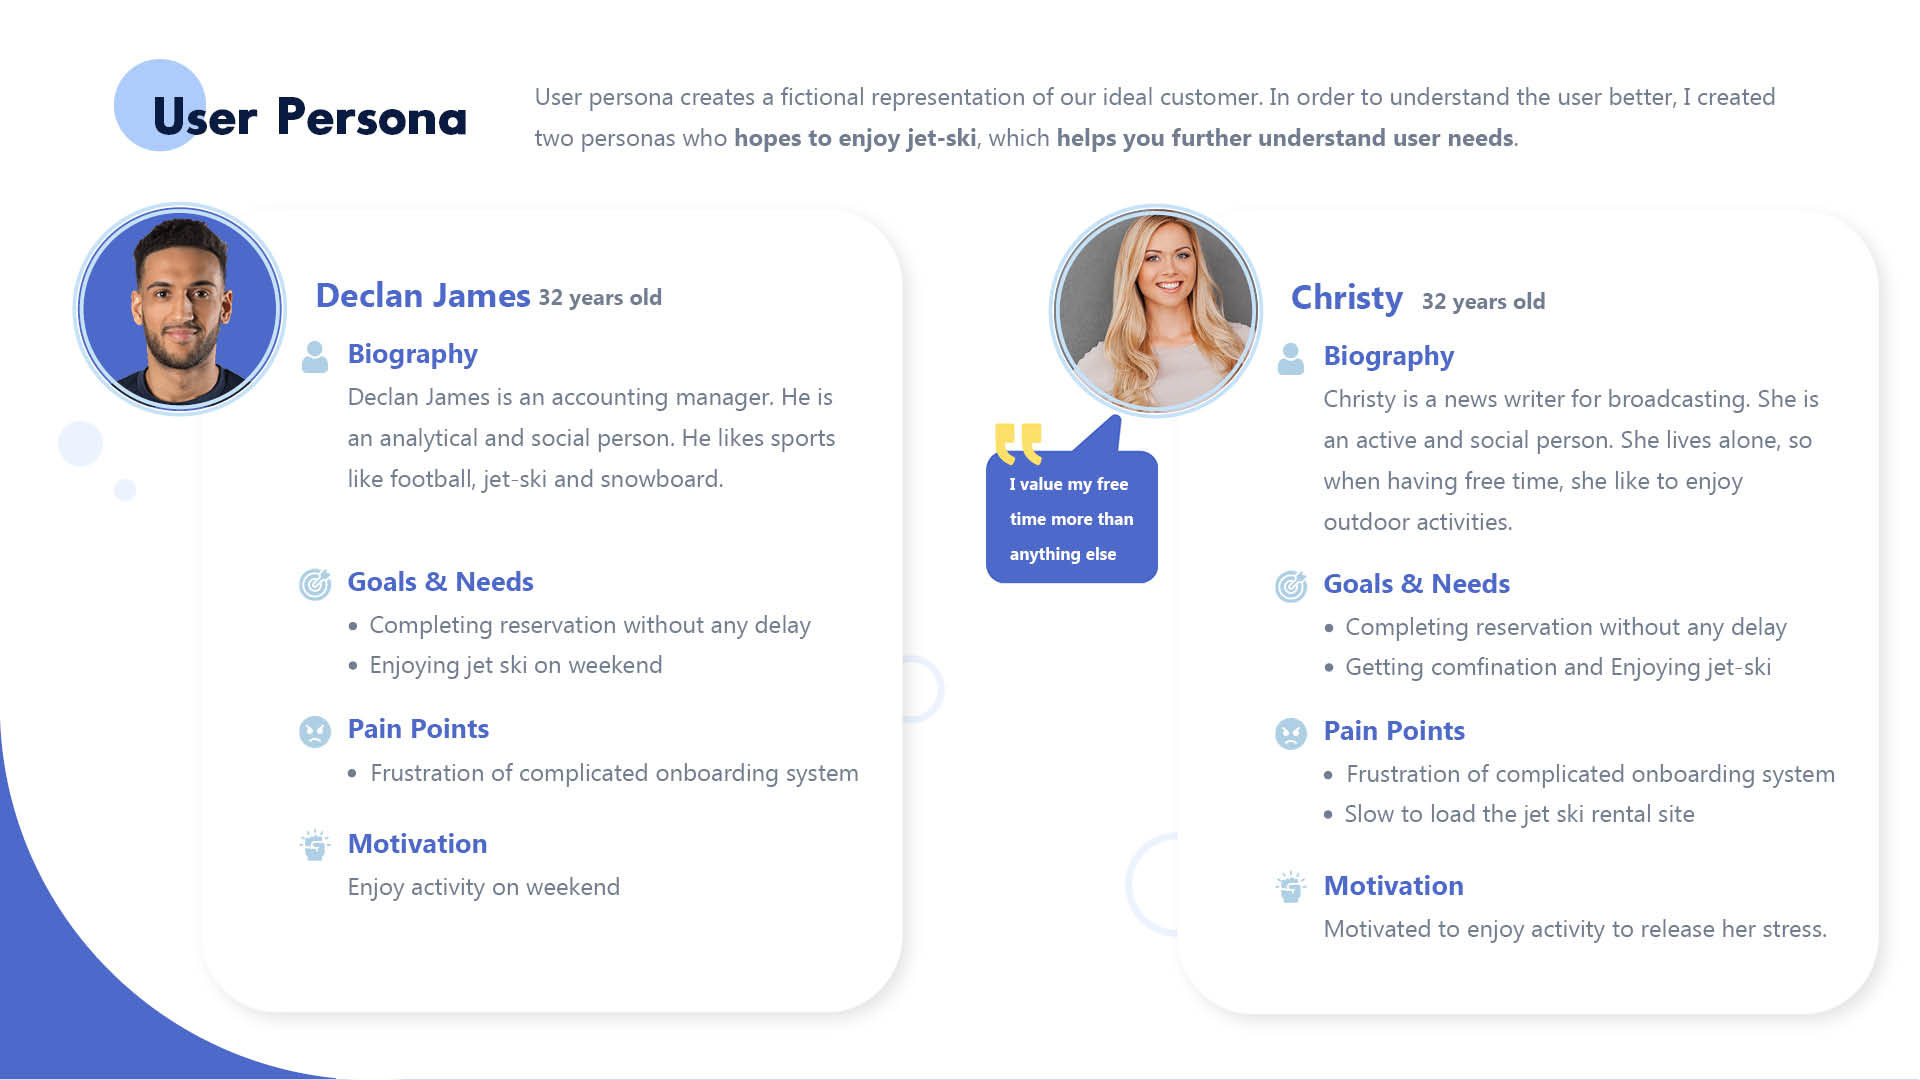 User Persona
User persona creates a fictional representation of our ideal customer. In order to understand the user better, I created
two personas who hopes to enjoy jet-ski, which helps you further understand user needs.
Declan James 32 years old
Biography
Declan James is an accounting manager. He is
an analytical and social person. He likes sports
like football, jet-ski and snowboard.
Goals & Needs
• Completing reservation without any delay
• Enjoying jet ski on weekend
Pain Points
• Frustration of complicated onboarding system
Motivation
Enjoy activity on weekend
I value my free
time more than
anything else
Christy 32 years old
Biography
Christy is a news writer for broadcasting. She is
an active and social person. She lives alone, so
when having free time, she like to enjoy
outdoor activities.
Goals & Needs
• Completing reservation without any delay
• Getting comfination and Enjoying jet-ski
Pain Points
• Frustration of complicated onboarding system
• Slow to load the jet ski rental site
Motivation
Motivated to enjoy activity to release her stress.